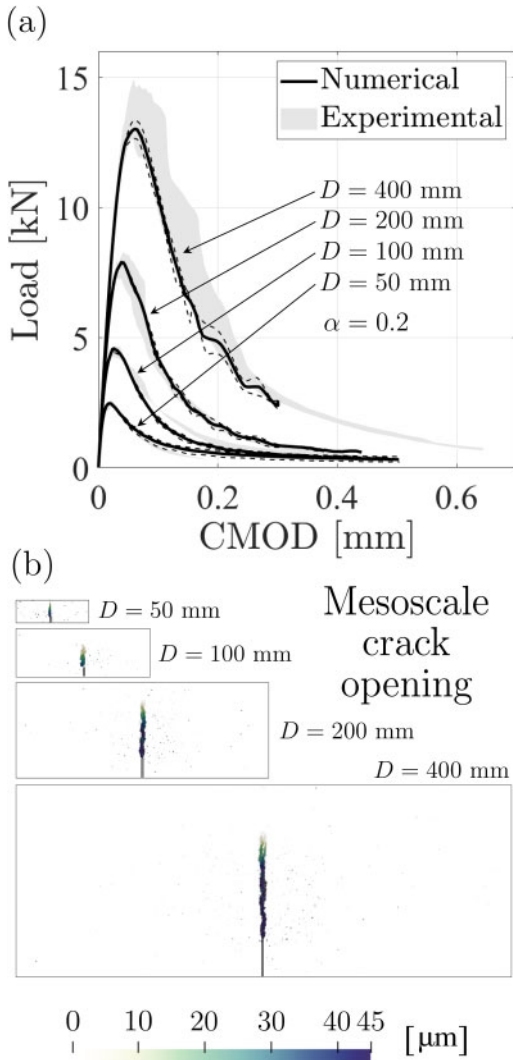 (a)
15
10
5
0
Load [kN]
Numerical
Experimental
D = 400 mm
D = 200 mm
D = 100 mm
D = 50 mm
α = 0.2
0 0.2 0.4 0.6
CMOD [mm]
(b)
D = 50 mm
D = 100 mm
D = 200 mm
D = 400 mm
Mesoscale
crack
opening
0 10 20 30 40 45 [μm]